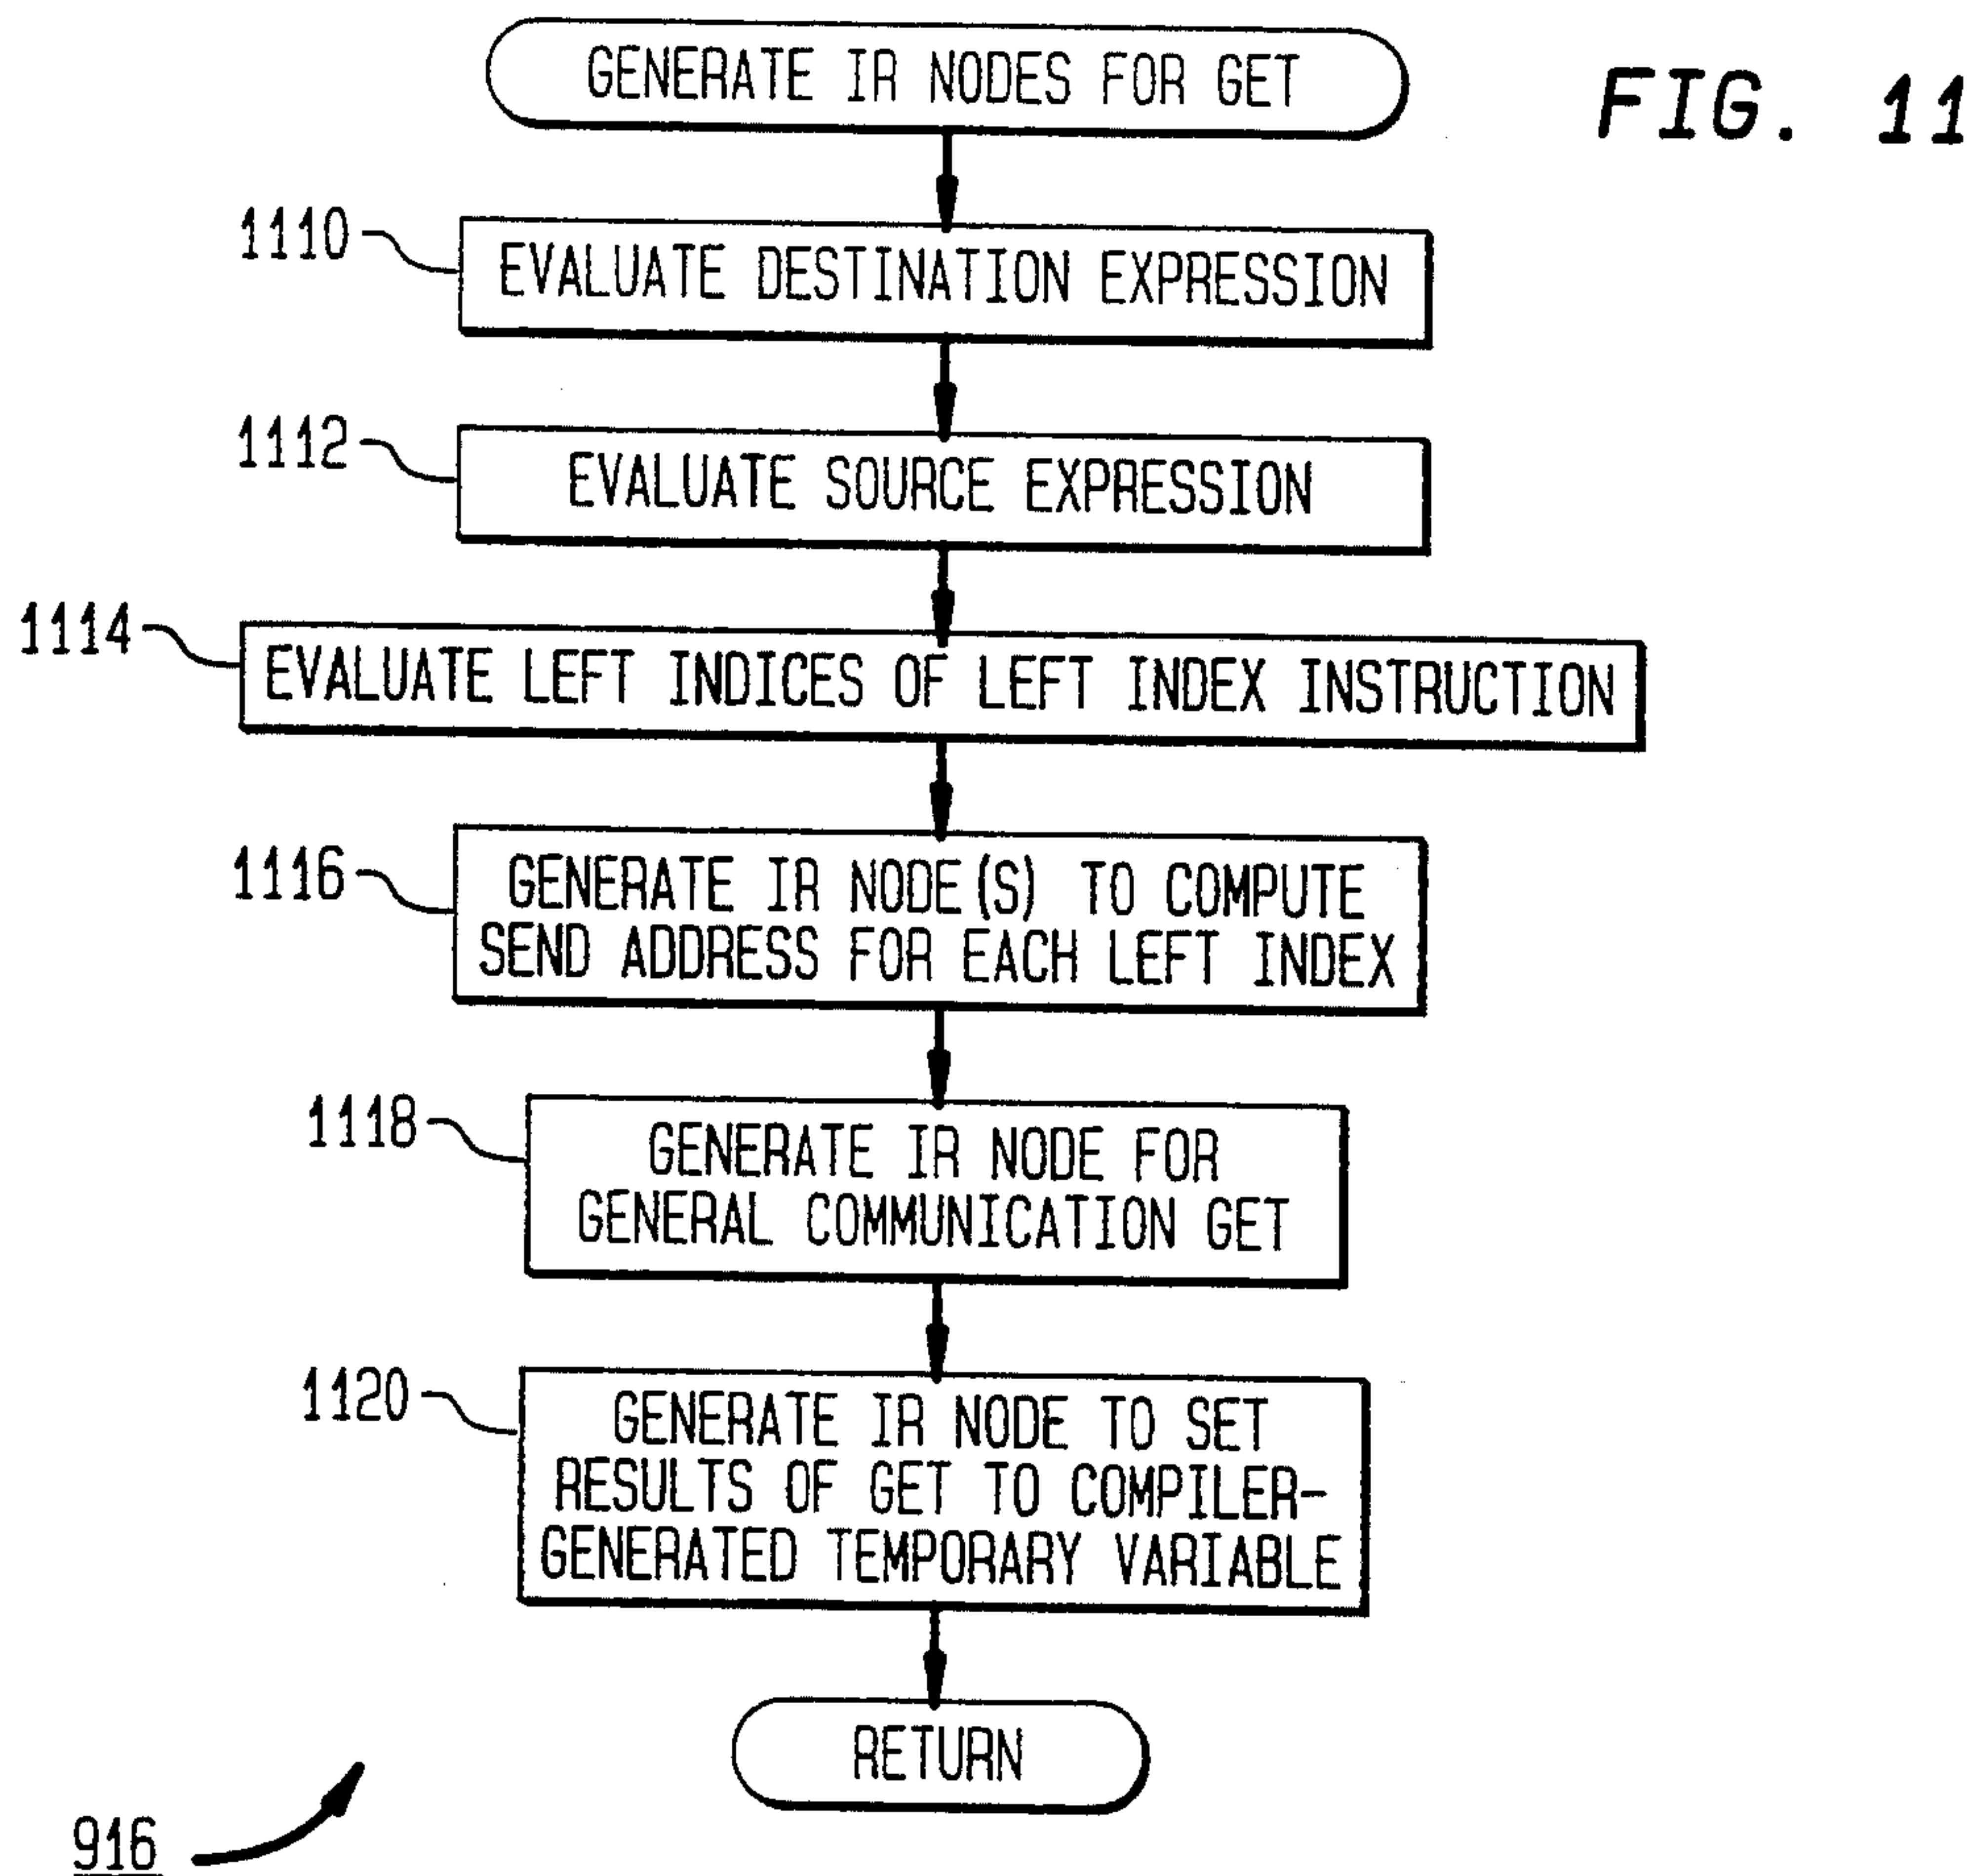 GENERATE IR NODES FOR GET
FIG. 11
1110
EVALUATE DESTINATION EXPRESSION
1112
EVALUATE SOURCE EXPRESSION
1114
EVALUATE LEFT INDICES OF LEFT INDEX INSTRUCTION
1116
GENERATE IR NODE(S) TO COMPUTE
SEND ADDRESS FOR EACH LEFT INDEX
1118
GENERATE IR NODE FOR
GENERAL COMMUNICATION GET
1120
GENERATE IR NODE TO SET
RESULTS OF GET TO COMPILER-
GENERATED TEMPORARY VARIABLE
RETURN
916